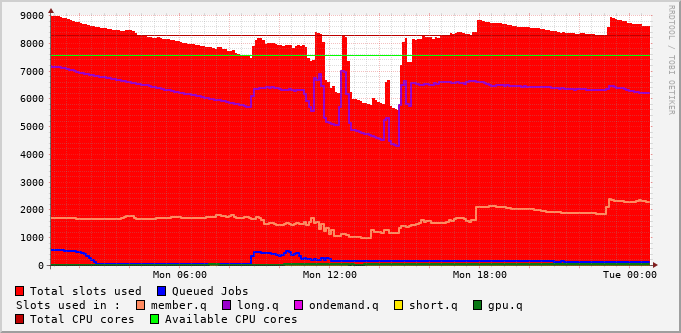 9000
8000
7000
6000
5000
4000
3000
2000
1000
0
Mon 06:00 Mon 12:00 Mon 18:00 Tue 00:00
RRDTOOL / TOBI OETIKER
Total slots used Queued Jobs
Slots used in : member.q long.q ondemand.q short.q gpu.q
Total CPU cores Available CPU cores